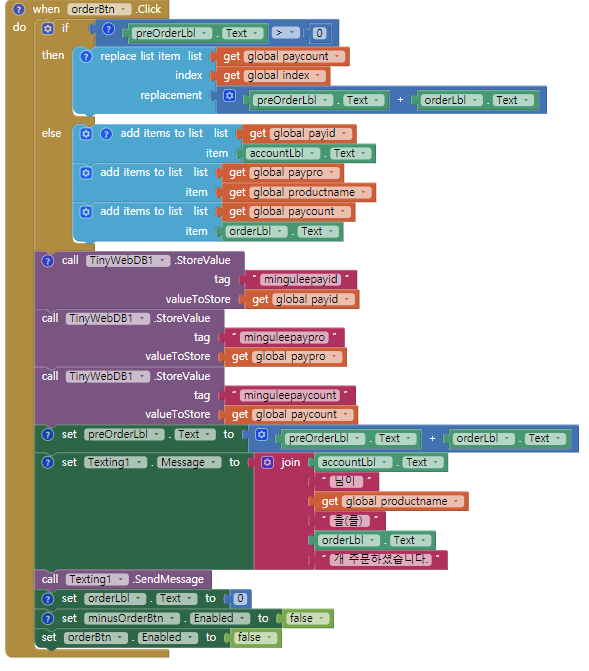 when orderBtn .Click
do if preOrderLbl . Text > 0
then replace list item list get global paycount
index get global index
replacement preOrderLbl . Text + orderLbl . Text
else add items to list list get global payid
item accountLbl . Text
add items to list list get global paypro
item get global productname
add items to list list get global paycount
item orderLbl . Text
call TinyWebDB1 .StoreValue
tag " minguleepayid "
valueToStore get global payid
call TinyWebDB1 .StoreValue
tag " minguleepaypro "
valueToStore get global paypro
call TinyWebDB1 .StoreValue
tag " minguleepaycount "
valueToStore get global paycount
set preOrderLbl . Text to preOrderLbl . Text + orderLbl . Text
set Texting1 . Message to join accountLbl . Text
" 님이 "
get global productname
" 을(를) "
orderLbl . Text
" 개 주문하셨습니다. "
call Texting1 .SendMessage
set orderLbl . Text to 0
set minusOrderBtn . Enabled to false
set orderBtn . Enabled to false